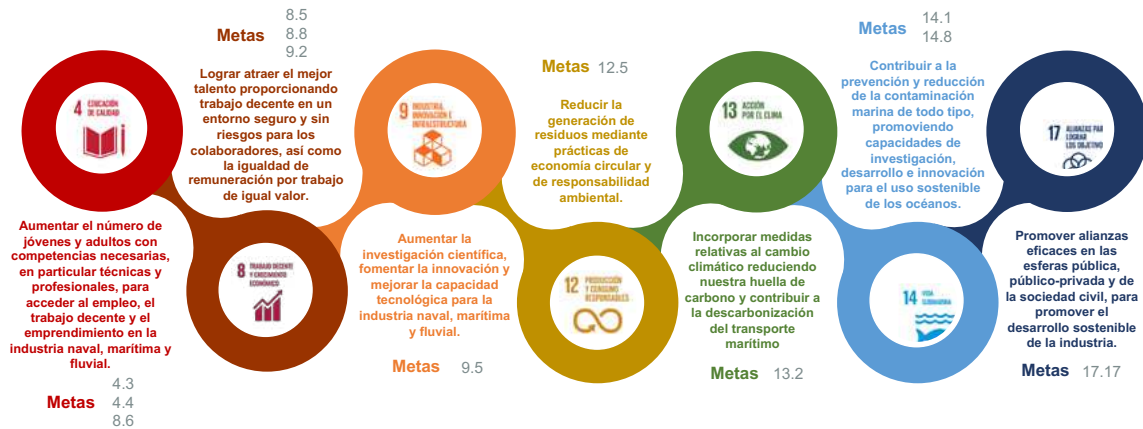 4 EDUCACIÓN
DE CALIDAD
Aumentar el número de
jóvenes y adultos con
competencias necesarias,
en particular técnicas y
profesionales, para
acceder al empleo, el
trabajo decente y el
emprendimiento en la
industria naval, marítima y
fluvial.
Metas
4.3
4.4
8.6
Metas
8.5
8.8
9.2
Lograr atraer el mejor
talento proporcionando
trabajo decente en un
entorno seguro y sin
riesgos para los
colaboradores, así como
la igualdad de
remuneración por trabajo
de igual valor.
8 TRABAJO DECENTE
Y CRECIMIENTO
ECONÓMICO
9 INDUSTRIA,
INNOVACIÓN E
INFRAESTRUCTURA
Aumentar la
investigación científica,
fomentar la innovación y
mejorar la capacidad
tecnológica para la
industria naval, marítima
y fluvial.
Metas 9.5
Metas 12.5
Reducir la
generación de
residuos mediante
prácticas de
economía circular y
de responsabilidad
ambiental.
12 PRODUCCIÓN
Y CONSUMO
RESPONSABLES
13 ACCIÓN
POR EL CLIMA
Incorporar medidas
relativas al cambio
climático reduciendo
nuestra huella de
carbono y contribuir a
la descarbonización
del transporte
marítimo
Metas 13.2
Metas
14.1
14.8
Contribuir a la
prevención y reducción
de la contaminación
marina de todo tipo,
promoviendo
capacidades de
investigación,
desarrollo e innovación
para el uso sostenible
de los océanos.
14 VIDA
SUBMARINA
17 ALIANZAS PAR
LOGRAR
LOS OBJETIVO
Promover alianzas
eficaces en las
esferas pública,
público-privada y de
la sociedad civil, para
promover el
desarrollo sostenible
de la industria.
Metas 17.17